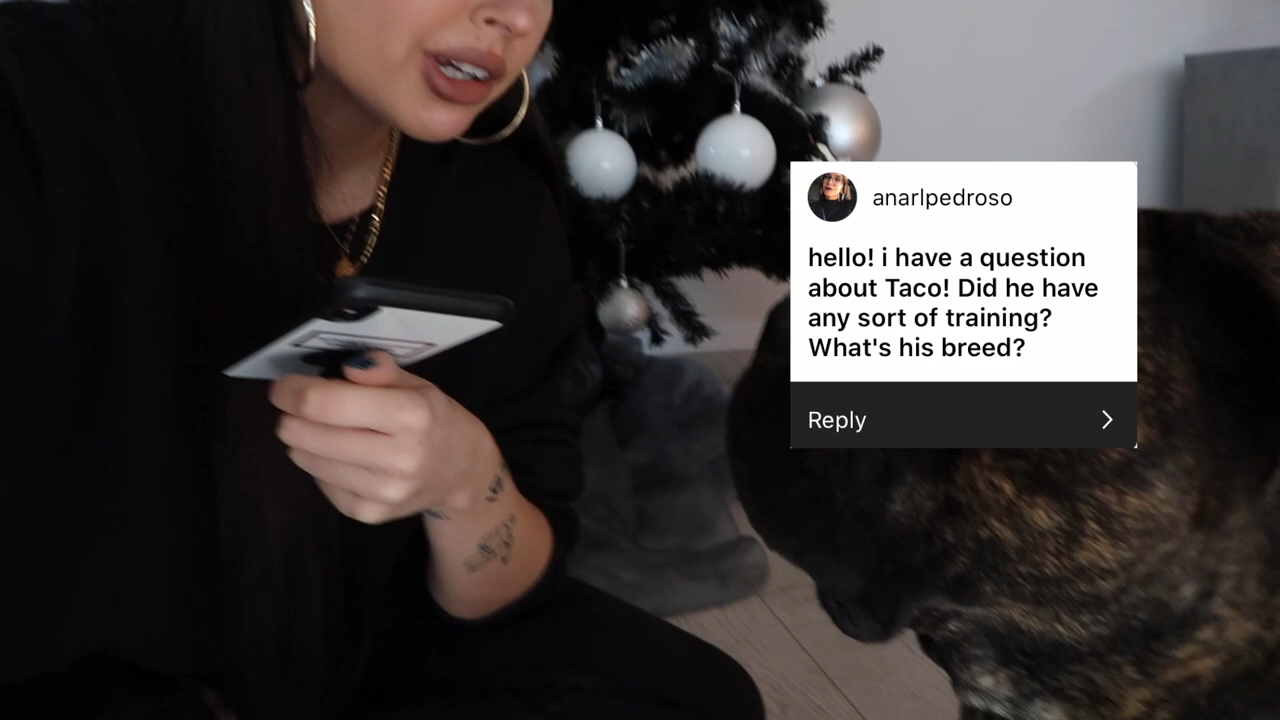 anarlpedroso
hello! i have a question
about Taco! Did he have
any sort of training?
What's his breed?
Reply